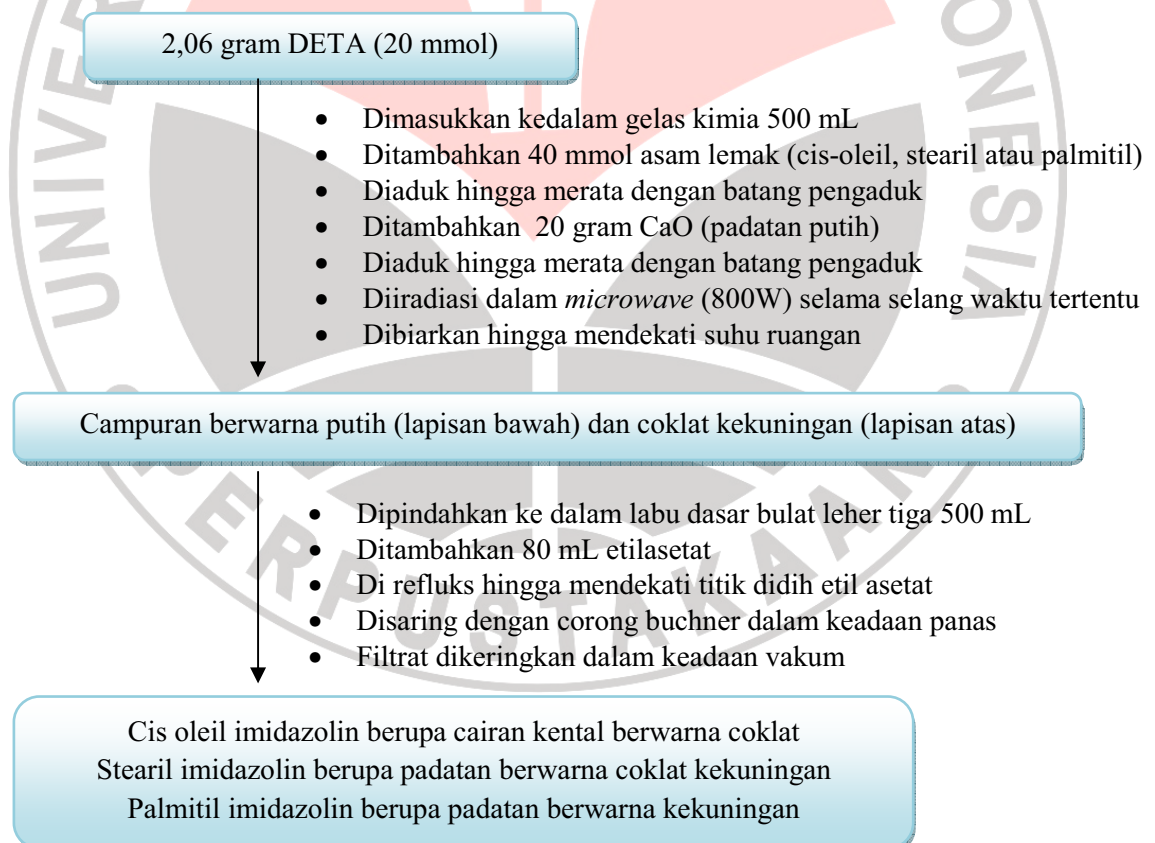 2,06 gram DETA (20 mmol)
• Dimasukkan kedalam gelas kimia 500 mL
• Ditambahkan 40 mmol asam lemak (cis-oleil, stearil atau palmitil)
• Diaduk hingga merata dengan batang pengaduk
• Ditambahkan 20 gram CaO (padatan putih)
• Diaduk hingga merata dengan batang pengaduk
• Diiradiasi dalam microwave (800W) selama selang waktu tertentu
• Dibiarkan hingga mendekati suhu ruangan
Campuran berwarna putih (lapisan bawah) dan coklat kekuningan (lapisan atas)
• Dipindahkan ke dalam labu dasar bulat leher tiga 500 mL
• Ditambahkan 80 mL etilasetat
• Di refluks hingga mendekati titik didih etil asetat
• Disaring dengan corong buchner dalam keadaan panas
• Filtrat dikeringkan dalam keadaan vakum
Cis oleil imidazolin berupa cairan kental berwarna coklat
Stearil imidazolin berupa padatan berwarna coklat kekuningan
Palmitil imidazolin berupa padatan berwarna kekuningan
PERPUSTAKAAN